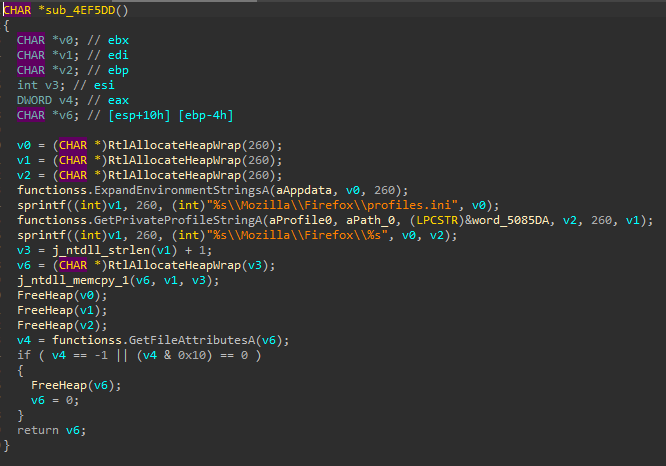 CHAR *sub_4EF5DD()
{
CHAR *v0; // ebx
CHAR *v1; // edi
CHAR *v2; // ebp
int v3; // esi
DWORD v4; // eax
CHAR *v6; // [esp+10h] [ebp-4h]
v0 = (CHAR *)RtlAllocateHeapWrap(260);
v1 = (CHAR *)RtlAllocateHeapWrap(260);
v2 = (CHAR *)RtlAllocateHeapWrap(260);
functionss.ExpandEnvironmentStringsA(aAppdata, v0, 260);
sprintf((int)v1, 260, (int)"%s\\Mozilla\\Firefox\\profiles.ini", v0);
functionss.GetPrivateProfileStringA(aProfile0, aPath_0, (LPCSTR)&word_5085DA, v2, 260, v1);
sprintf((int)v1, 260, (int)"%s\\Mozilla\\Firefox\\%s", v0, v2);
v3 = j_ntdll_strlen(v1) + 1;
v6 = (CHAR *)RtlAllocateHeapWrap(v3);
j_ntdll_memcpy_1(v6, v1, v3);
FreeHeap(v0);
FreeHeap(v1);
FreeHeap(v2);
v4 = functionss.GetFileAttributesA(v6);
if ( v4 == -1 || (v4 & 0x10) == 0 )
{
FreeHeap(v6);
v6 = 0;
}
return v6;
}